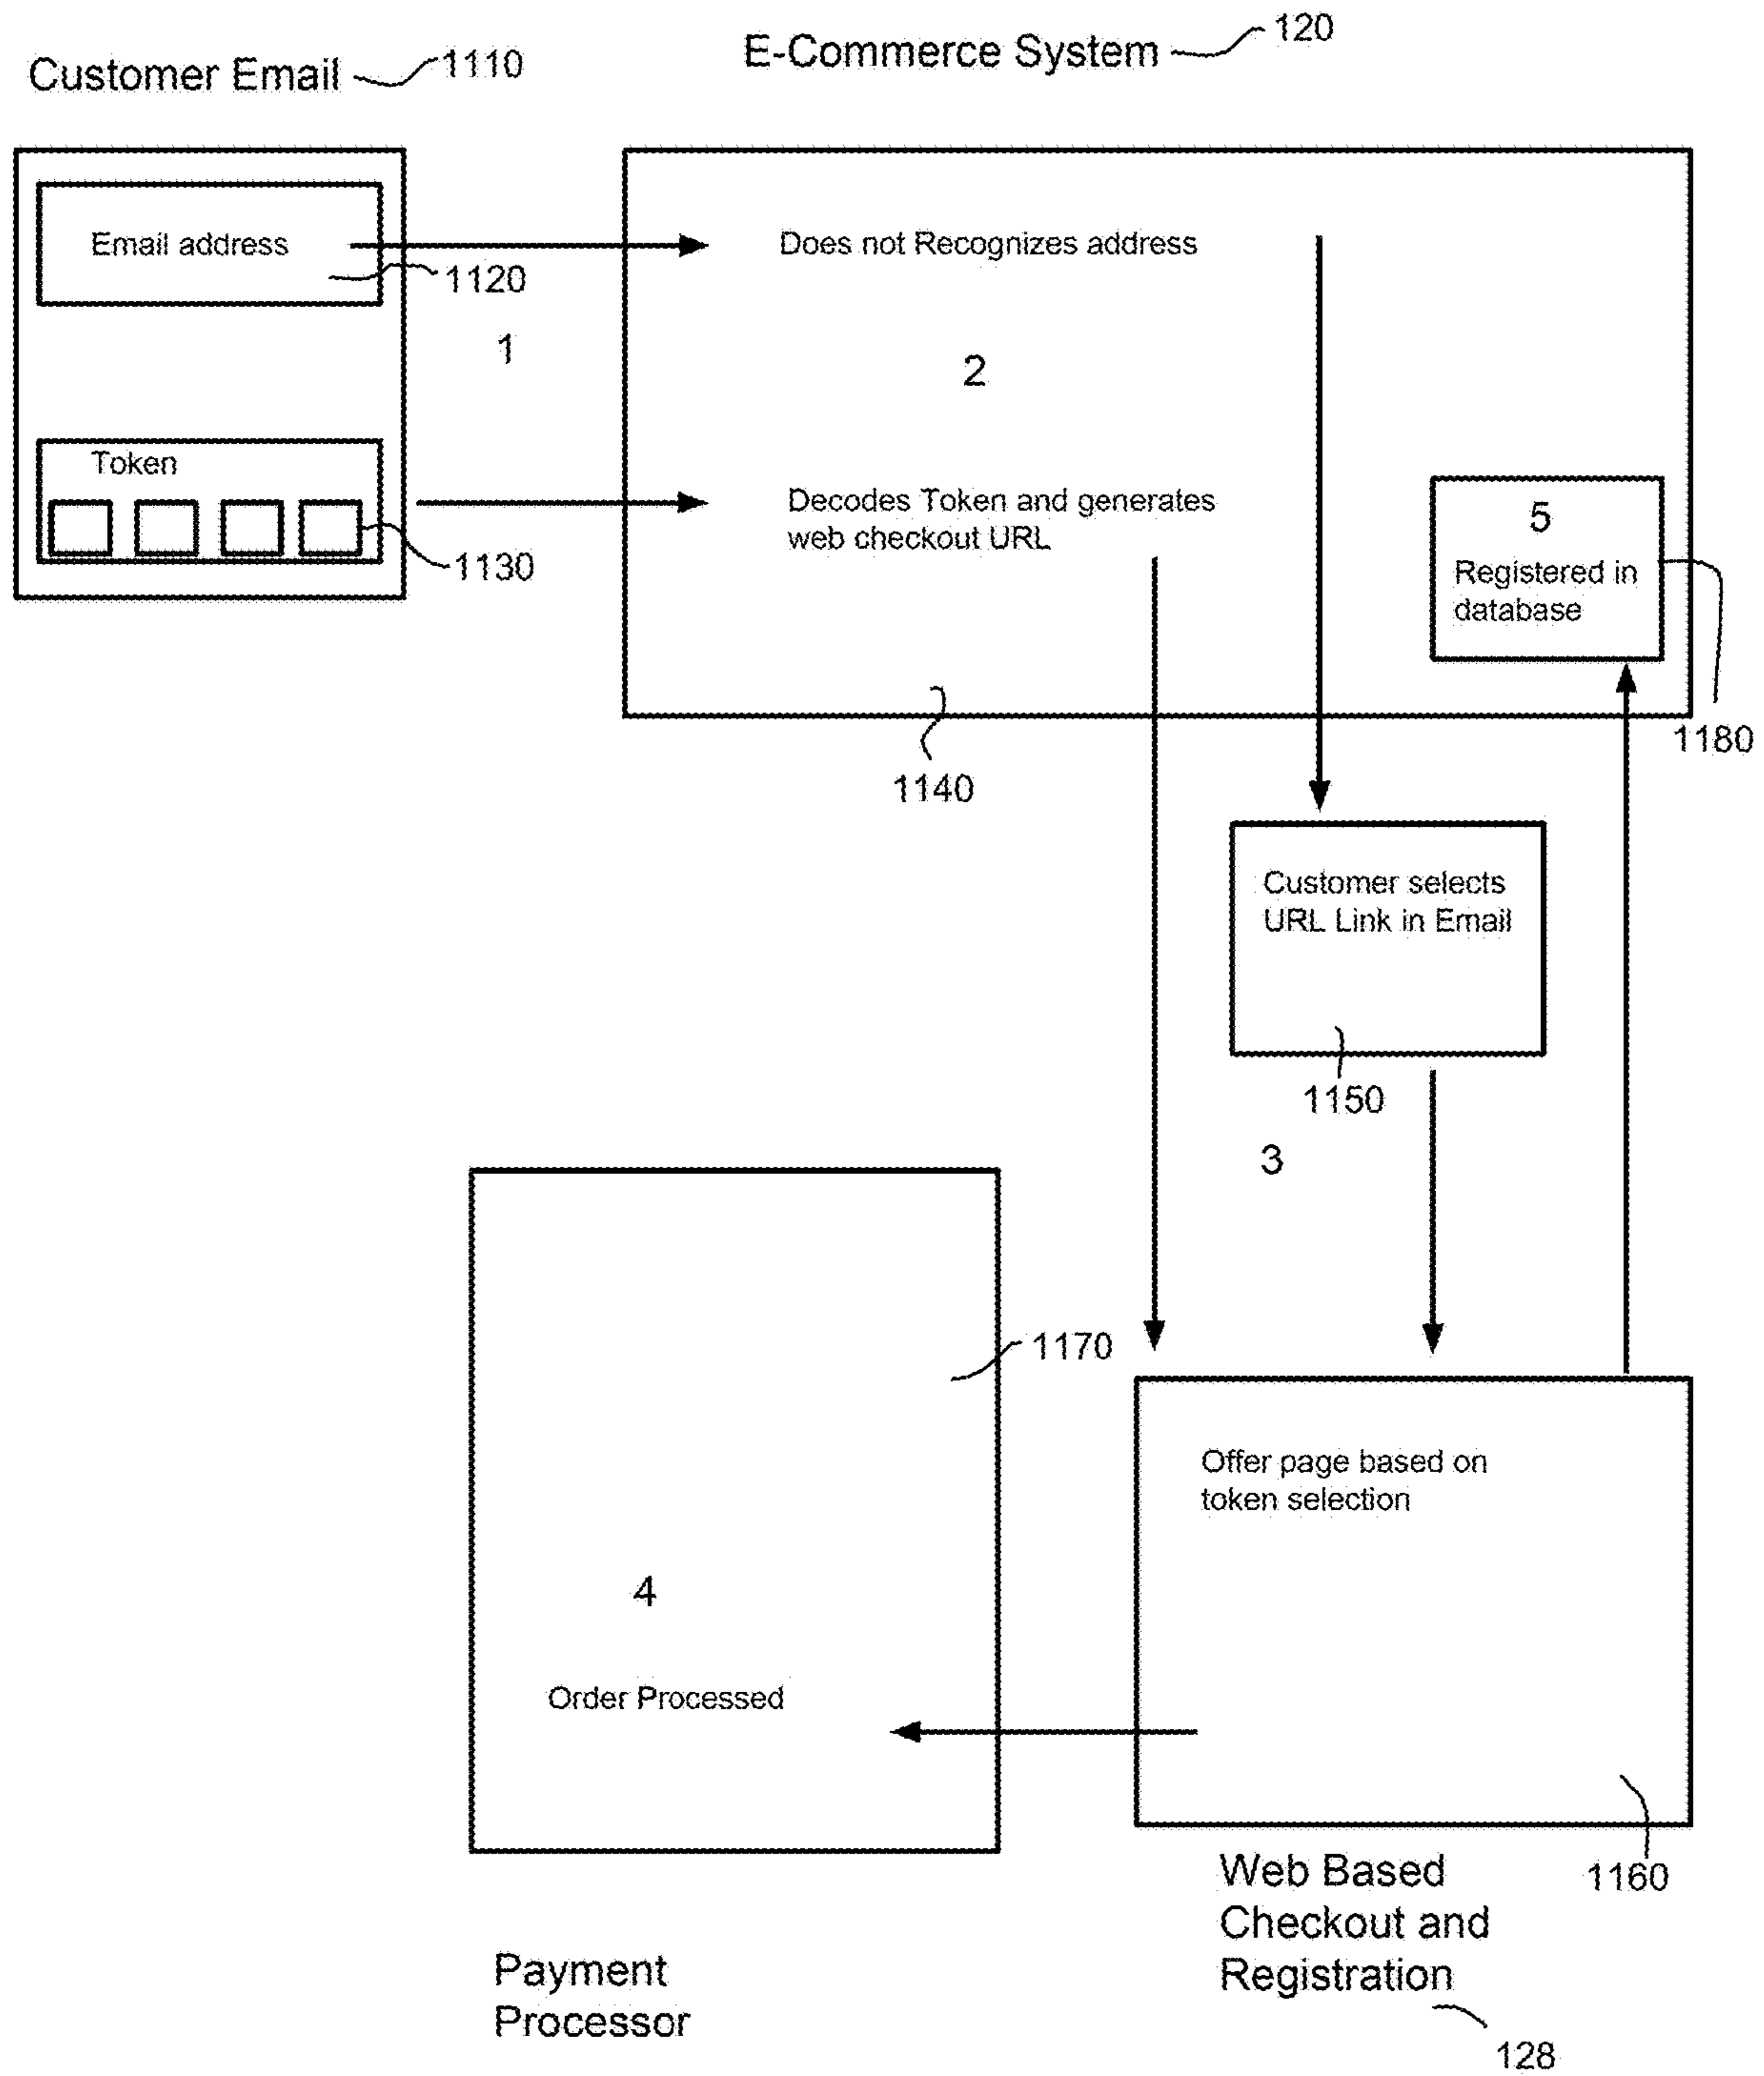 Customer Email
1110
E-Commerce System
120
Email address
1120
Does not Recognizes address
1
2
Token
1130
Decodes Token and generates
web checkout URL
5
Registered in
database
1140
1180
Customer selects
URL Link in Email
1150
3
1170
Offer page based on
token selection
4
Order Processed
1160
Web Based
Checkout and
Registration
128
Payment
Processor